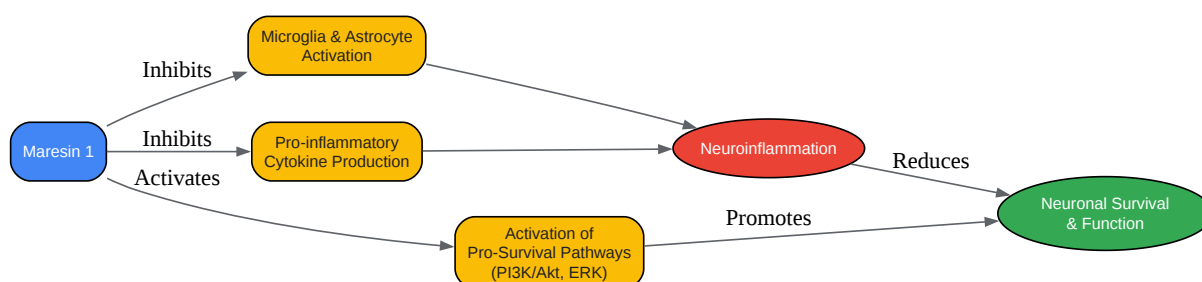 Microglia & Astrocyte
Activation
Inhibits
Maresin 1
Inhibits
Pro-inflammatory
Cytokine Production
Neuroinflammation
Reduces
Activates
Neuronal Survival
& Function
Promotes
Activation of
Pro-Survival Pathways
(PI3K/Akt, ERK)